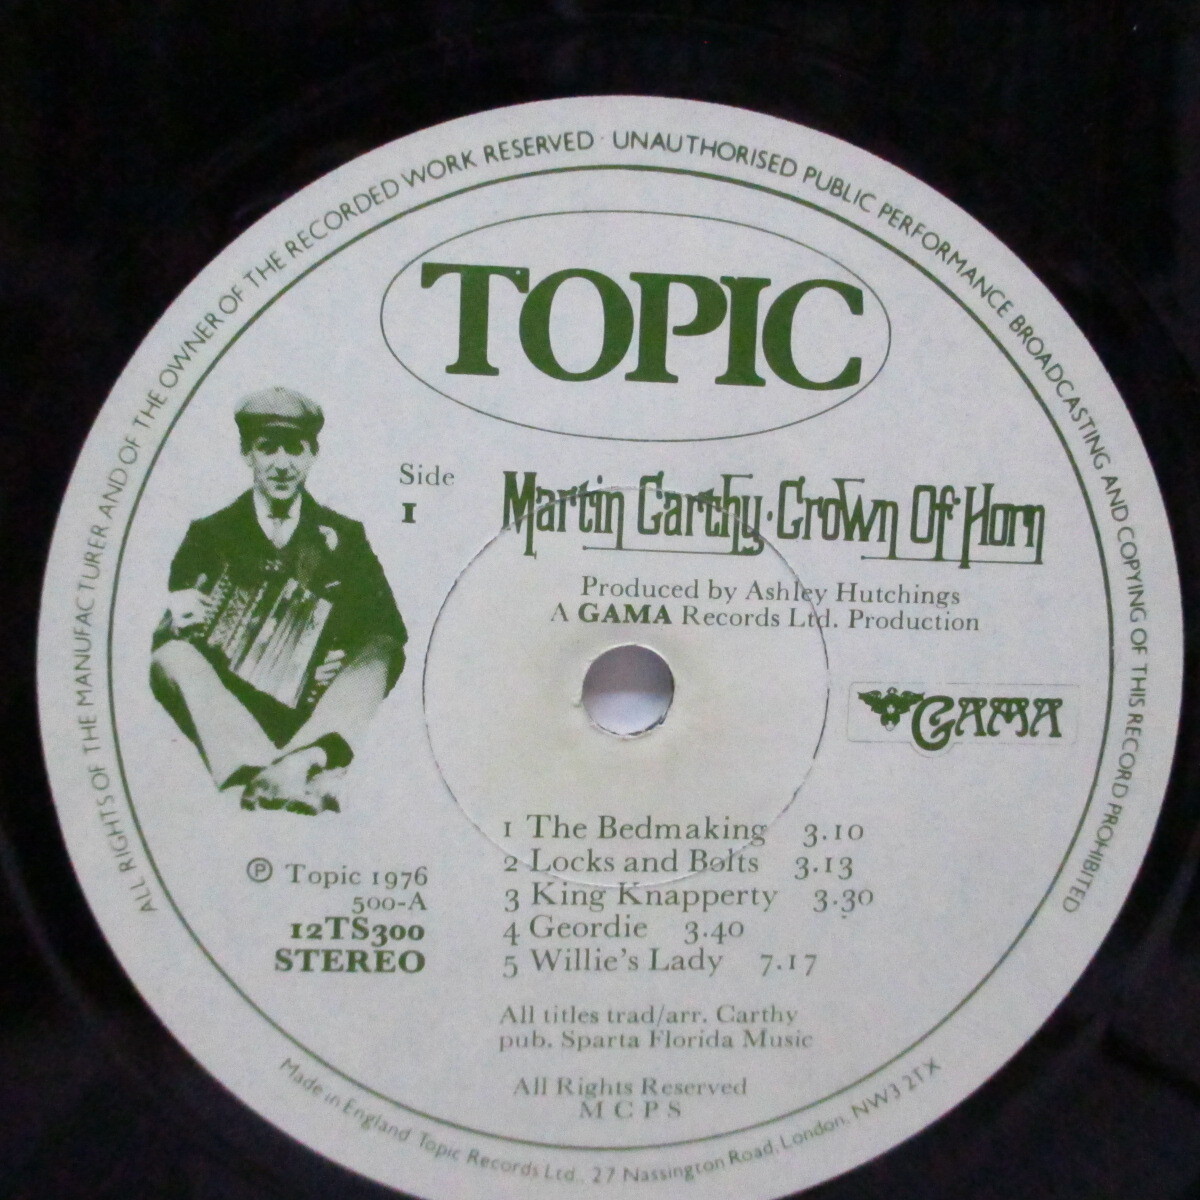 ALL RIGHTS OF THE MANUFACTURER AND OF THE OWNER OF THE RECORDED WORK RESERVED · UNAUTHORISED PUBLIC PERFORMANCE BROADCASTING AND COPYING OF THIS RECORD PROHIBITED
TOPIC
Side
1
Martin Carthy·Crown Of Horn
Produced by Ashley Hutchings
A GAMA Records Ltd. Production
GAMA
1 The Bedmaking 3.10
2 Locks and Bolts 3.13
3 King Knapperty 3.30
4 Geordie 3.40
5 Willie's Lady 7.17
℗ Topic 1976
500-A
12TS300
STEREO
All titles trad/arr. Carthy
pub. Sparta Florida Music
All Rights Reserved
M C P S
Made in England Topic Records Ltd., 27 Nassington Road, London. NW3 2TX